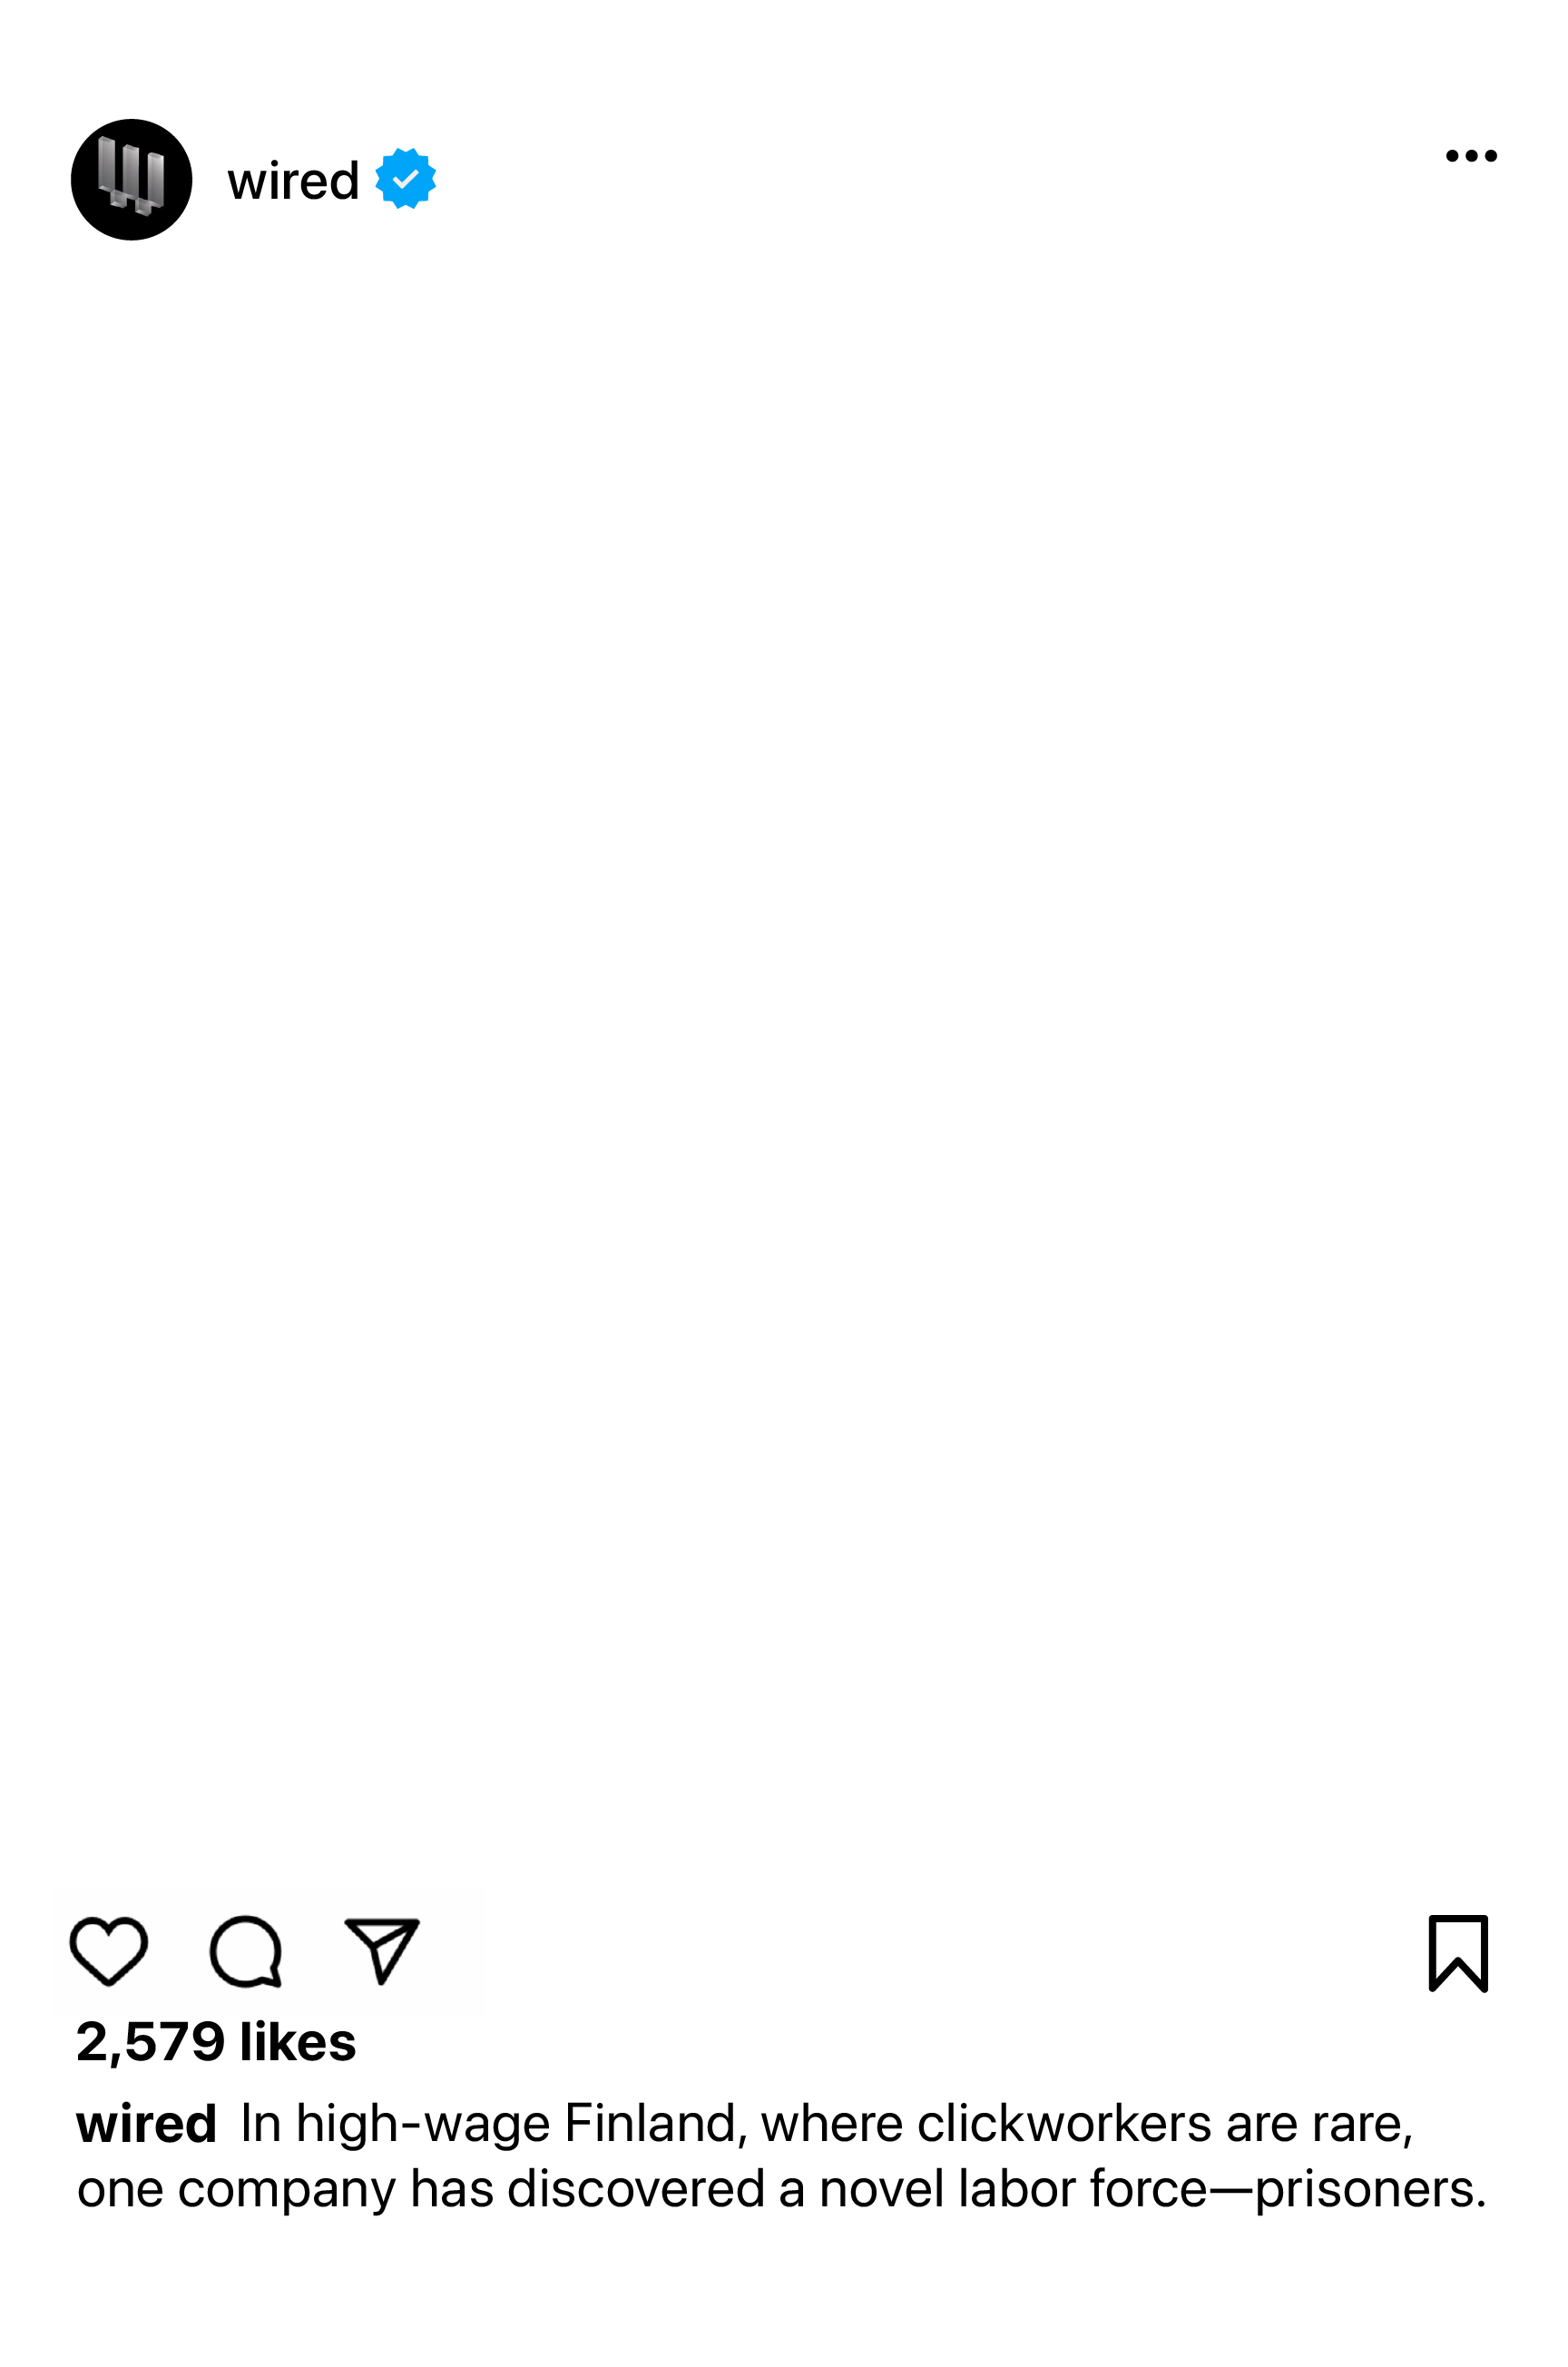 wired
2,579 likes
wired In high-wage Finland, where clickworkers are rare,
one company has discovered a novel labor force—prisoners.